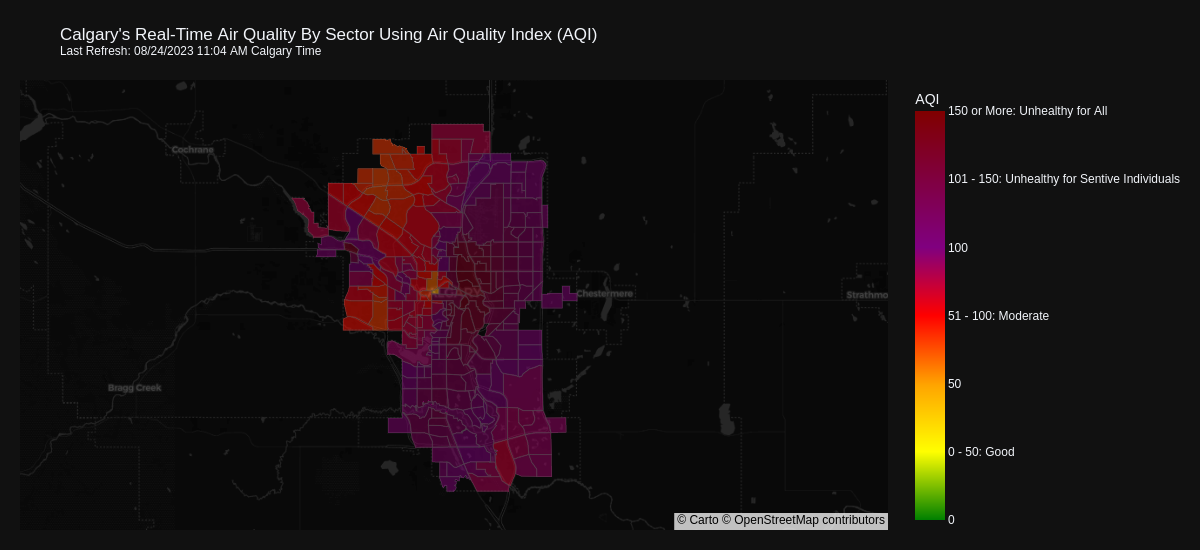 Calgary's Real-Time Air Quality By Sector Using Air Quality Index (AQI)
Last Refresh: 08/24/2023 11:04 AM Calgary Time
AQI
150 or More: Unhealthy for All
Cochrane
101 - 150: Unhealthy for Sentive Individuals
100
Chestermere
Strathmo
51 - 100: Moderate
50
Bragg Creek
0 - 50: Good
© Carto © OpenStreetMap contributors
0